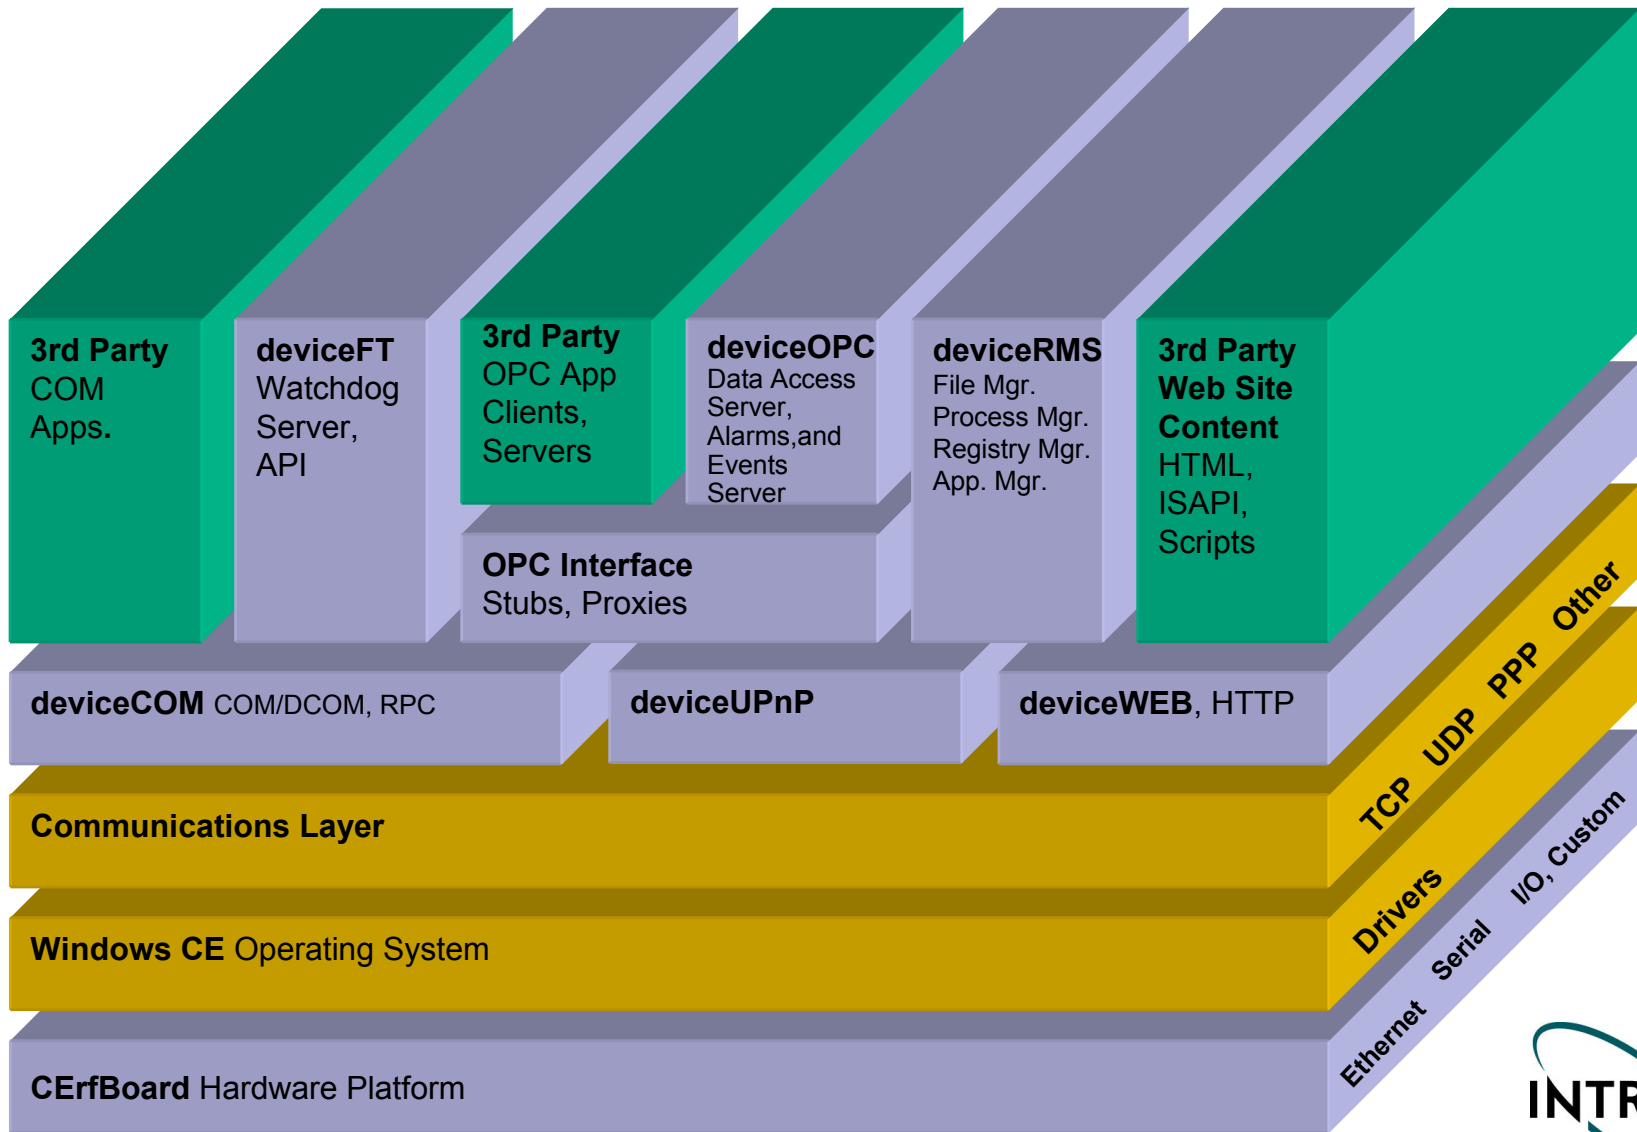 3rd Party
COM
Apps.
deviceFT
Watchdog
Server,
API
3rd Party
OPC App
Clients,
Servers
deviceOPC
Data Access
Server,
Alarms,and
Events
Server
deviceRMS
File Mgr.
Process Mgr.
Registry Mgr.
App. Mgr.
3rd Party
Web Site
Content
HTML,
ISAPI,
Scripts
OPC Interface
Stubs, Proxies
deviceCOM COM/DCOM, RPC
deviceUPnP
deviceWEB, HTTP
Communications Layer
TCP UDP PPP Other
Windows CE Operating System
Drivers
CErfBoard Hardware Platform
Ethernet Serial I/O, Custom